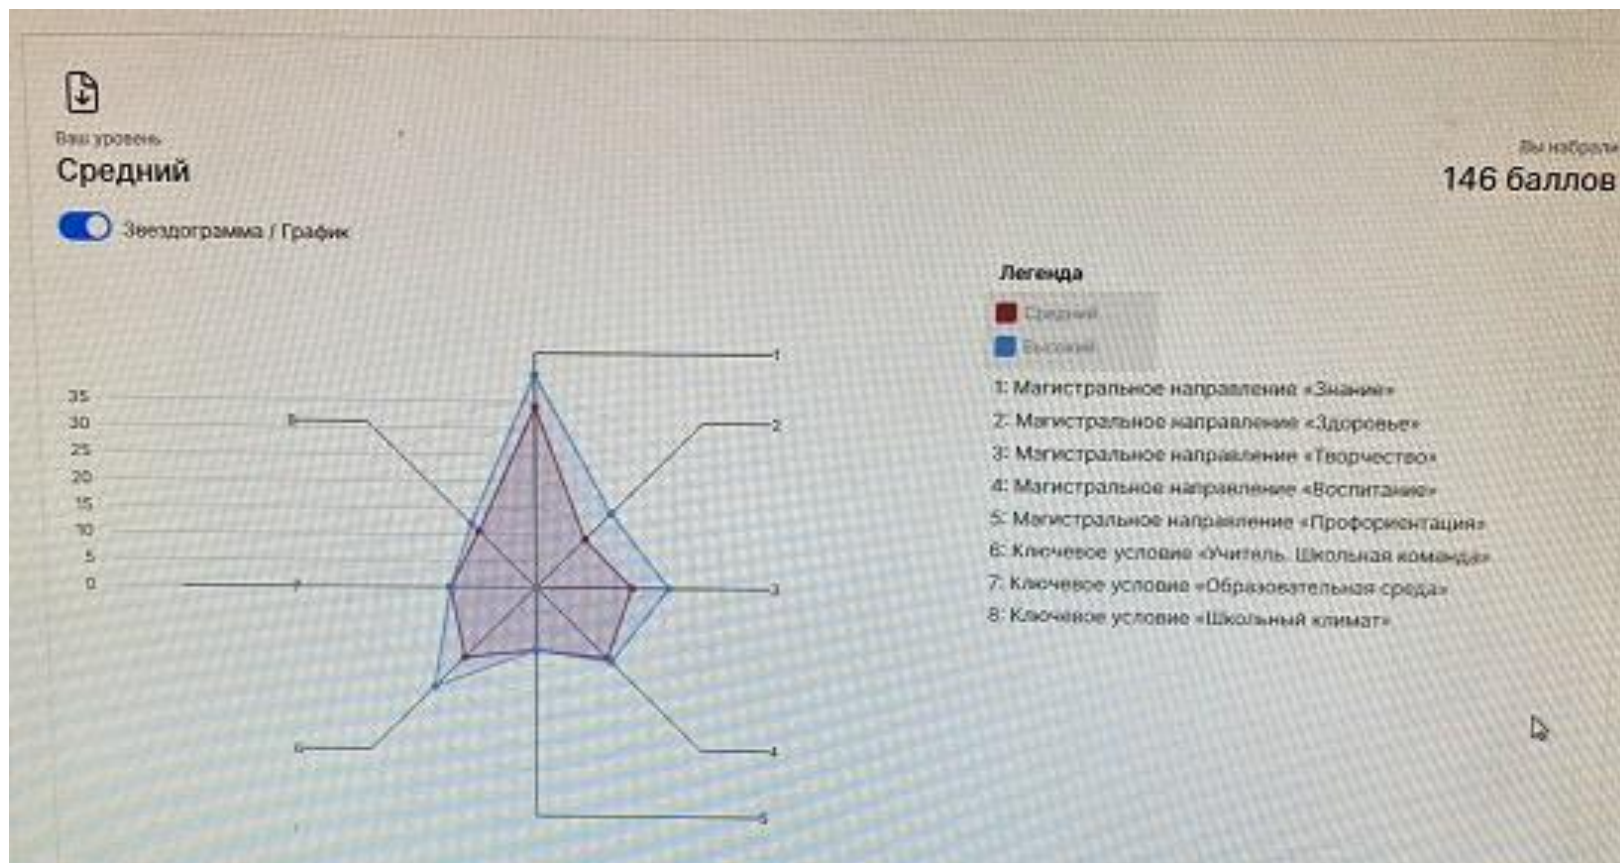 Ваш уровень
Средний
Вы набрали
146 баллов
Звездограмма / График
Легенда
Средний
Высокий
1: Магистральное направление «Знание»
2: Магистральное направление «Здоровье»
3: Магистральное направление «Творчество»
4: Магистральное направление «Воспитание»
5: Магистральное направление «Профориентация»
6: Ключевое условие «Учитель. Школьная команда»
7: Ключевое условие «Образовательная среда»
8: Ключевое условие «Школьный климат»
35
30
25
20
15
10
5
0
1
2
3
4
5
6
7
8